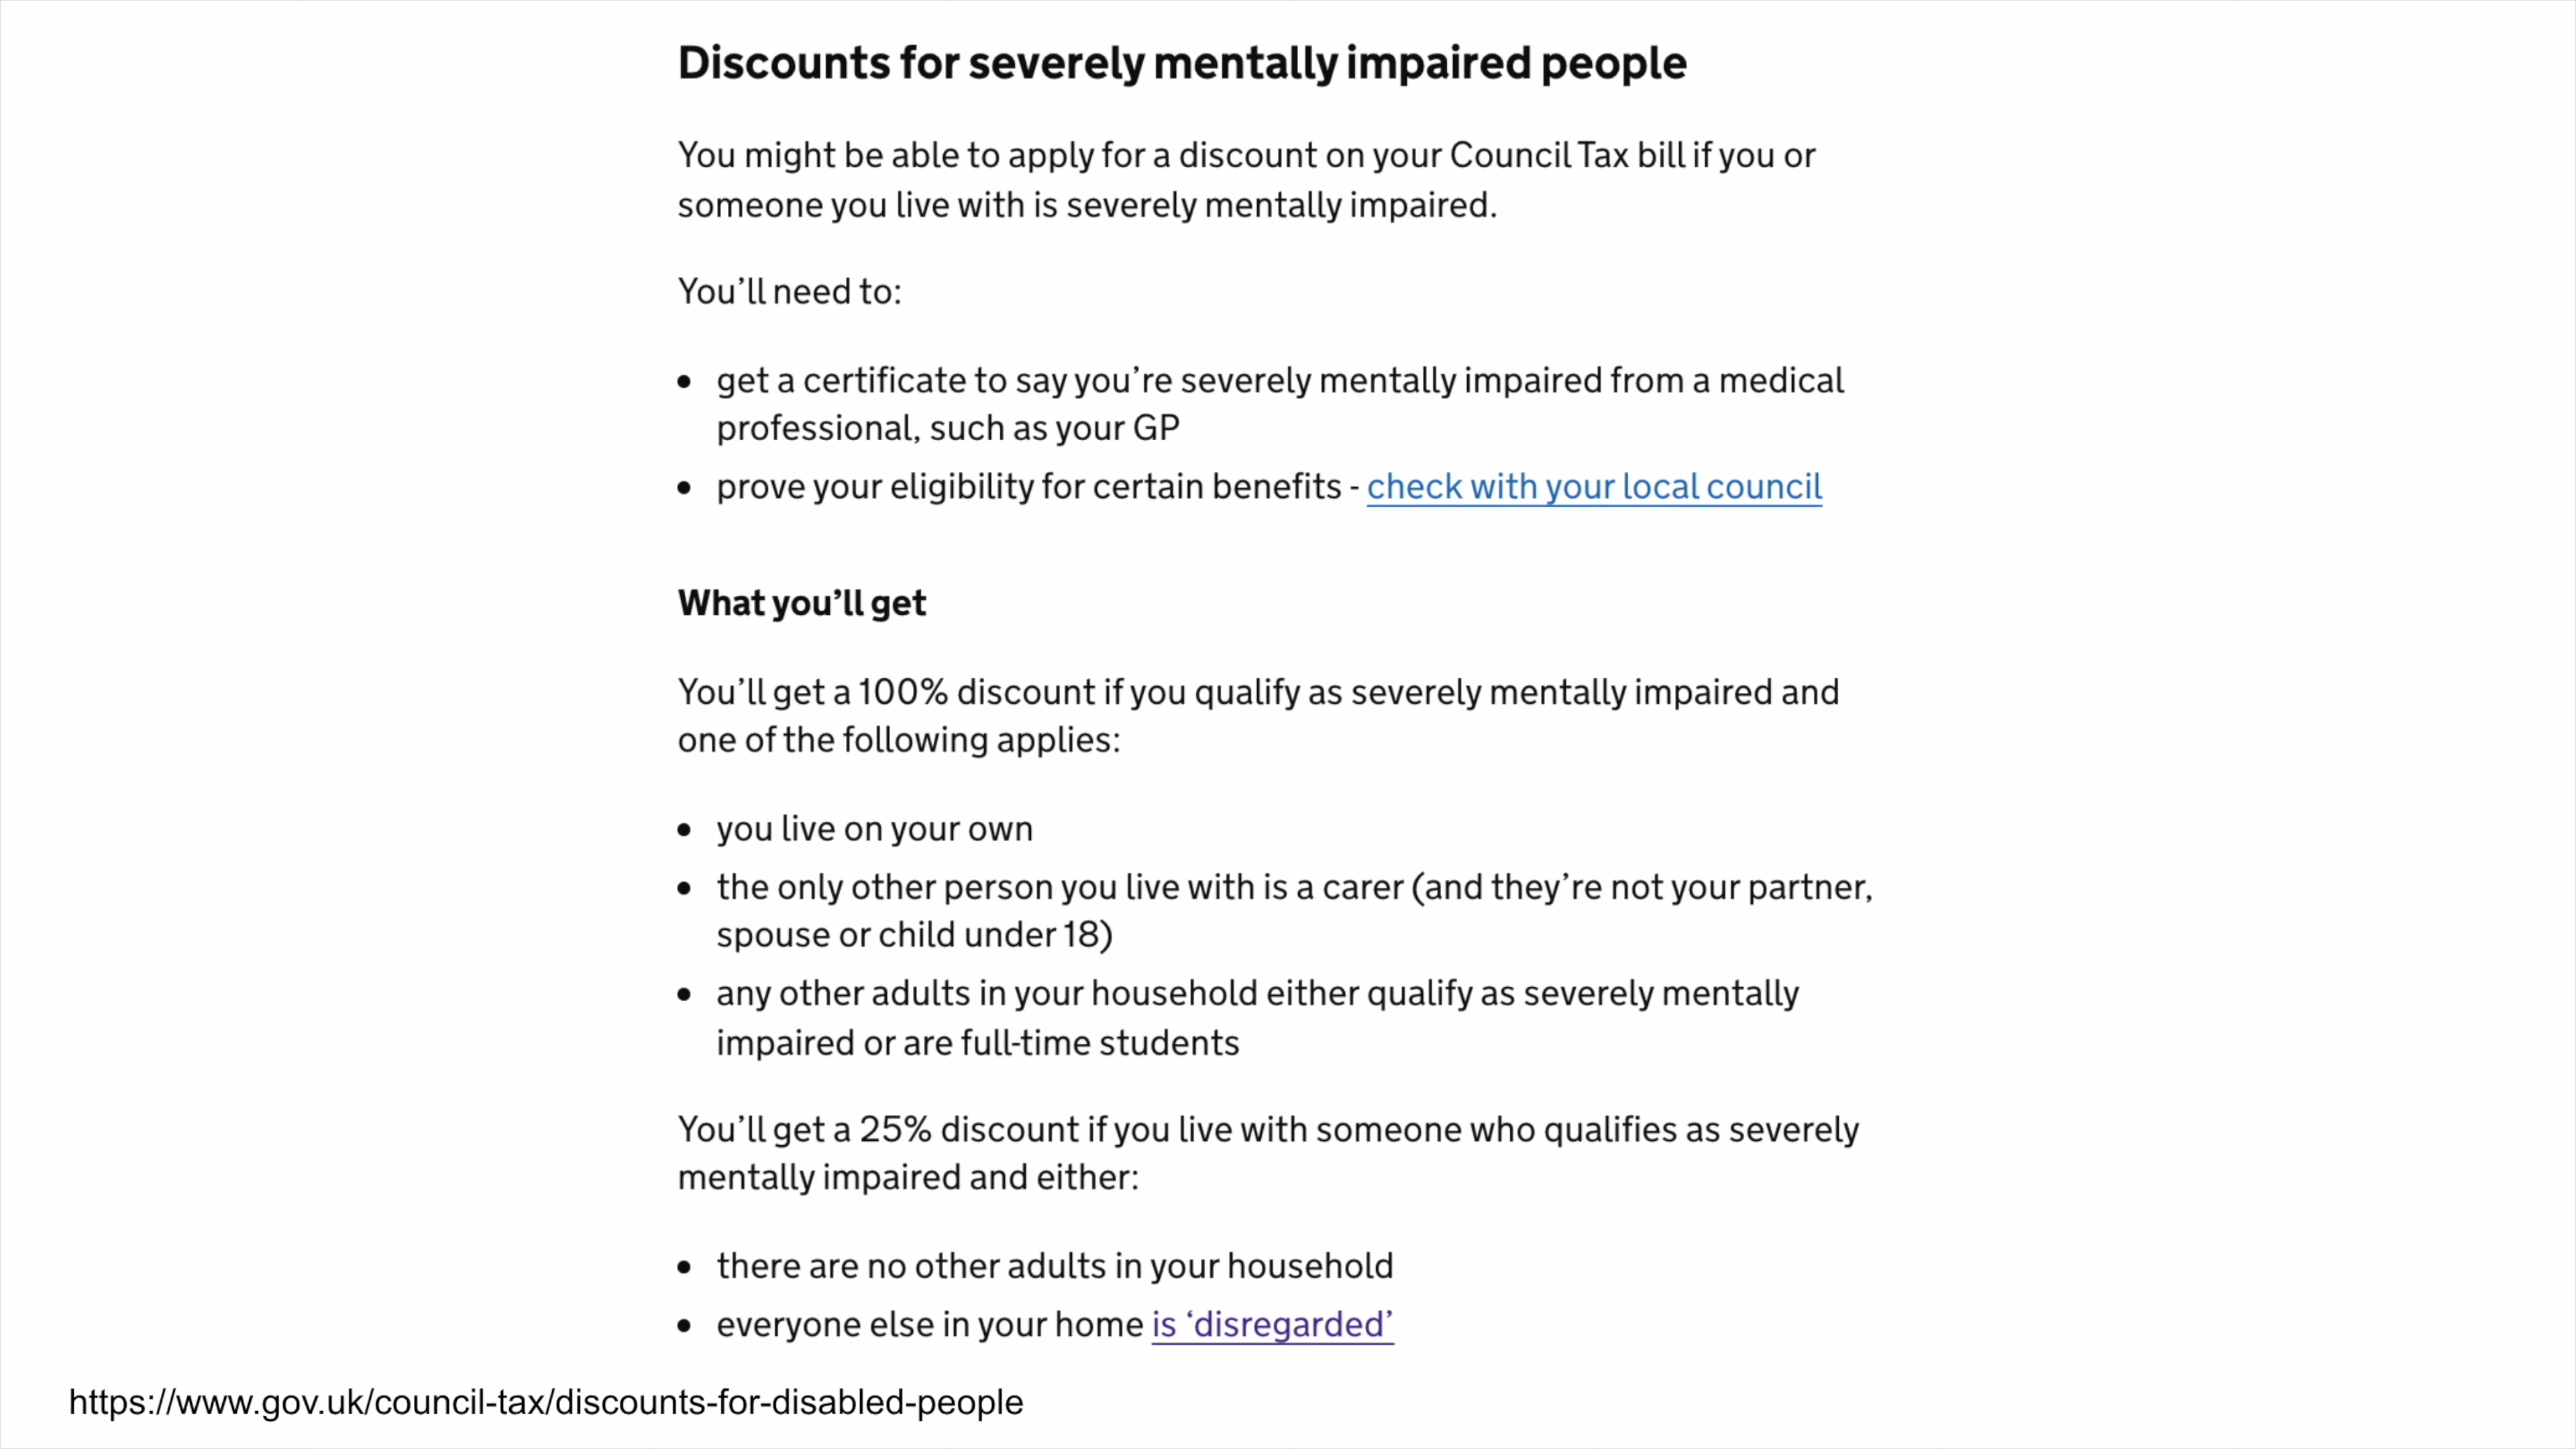 Discounts for severely mentally impaired people
You might be able to apply for a discount on your Council Tax bill if you or
someone you live with is severely mentally impaired.
You’ll need to:
• get a certificate to say you’re severely mentally impaired from a medical
professional, such as your GP
• prove your eligibility for certain benefits - check with your local council
What you’ll get
You’ll get a 100% discount if you qualify as severely mentally impaired and
one of the following applies:
• you live on your own
• the only other person you live with is a carer (and they’re not your partner,
spouse or child under 18)
• any other adults in your household either qualify as severely mentally
impaired or are full-time students
You’ll get a 25% discount if you live with someone who qualifies as severely
mentally impaired and either:
• there are no other adults in your household
• everyone else in your home is ‘disregarded’
https://www.gov.uk/council-tax/discounts-for-disabled-people